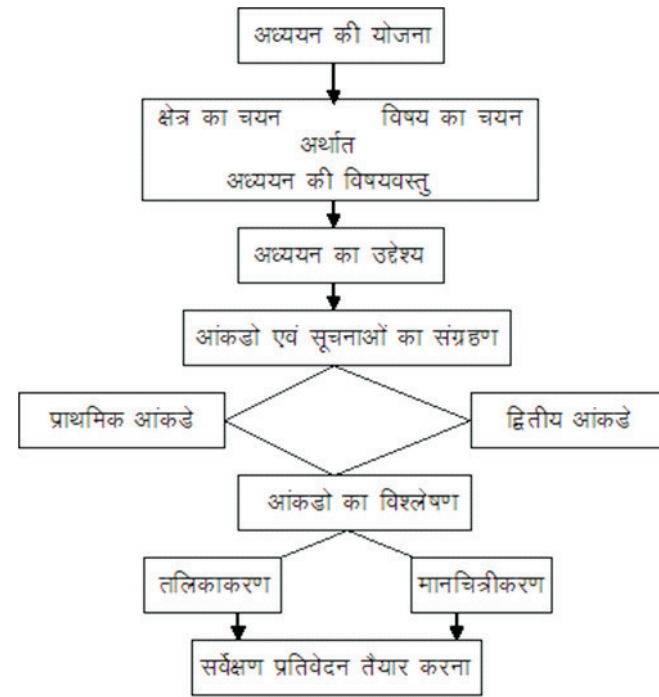 अध्ययन की योजना
क्षेत्र का चयन विषय का चयन
अर्थात
अध्ययन की विषयवस्तु
अध्ययन का उद्देश्य
आंकडो एवं सूचनाओं का संग्रहण
प्राथमिक आंकडे द्वितीय आंकडे
आंकडो का विश्लेषण
तलिकाकरण मानचित्रीकरण
सर्वेक्षण प्रतिवेदन तैयार करना